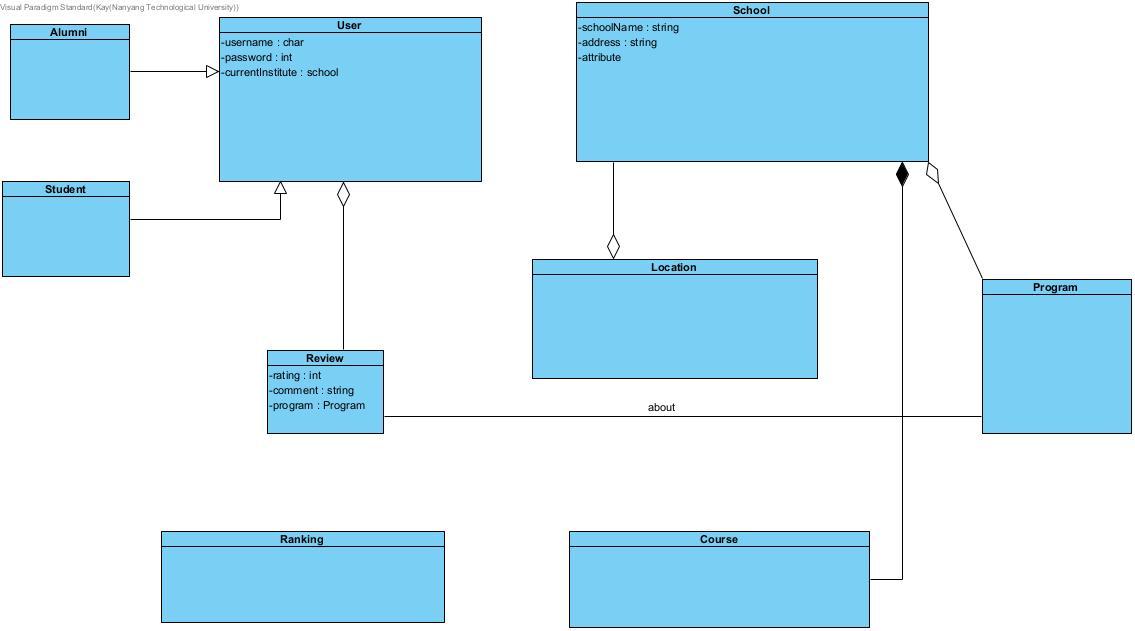 Visual Paradigm Standard(Kay(Nanyang Technological University))
Alumni
User
-username : char
-password : int
-currentInstitute : school
School
-schoolName : string
-address : string
-attribute
Student
Location
Program
Review
-rating : int
-comment : string
-program : Program
about
Ranking
Course